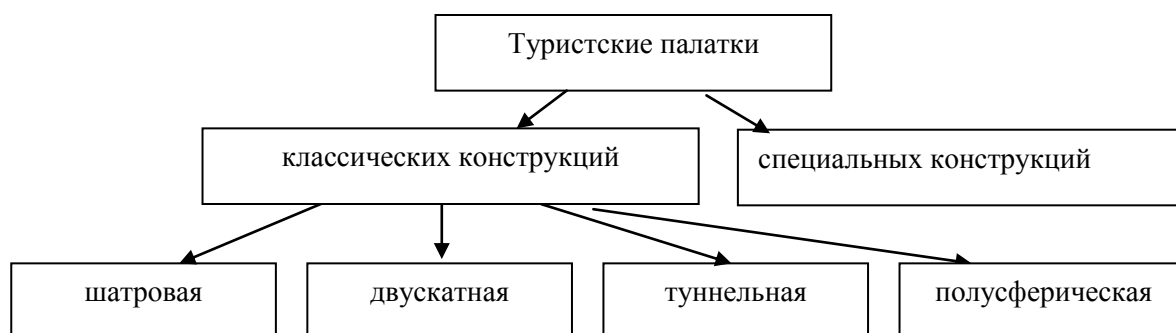 Туристские палатки
классических конструкций
специальных конструкций
шатровая
двускатная
туннельная
полусферическая